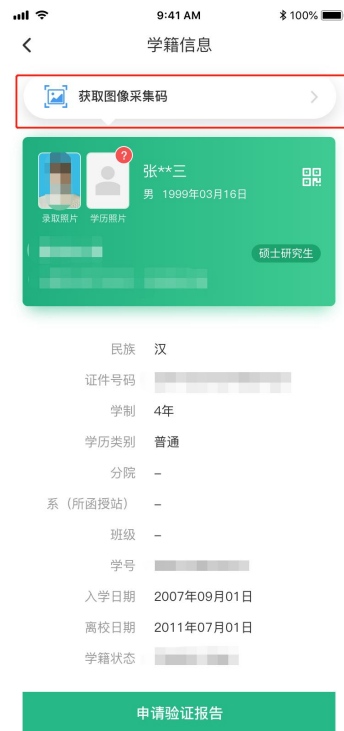 9:41 AM
100%
学籍信息
获取图像采集码
?
张**三
男 1999年03月16日
录取照片 学历照片
硕士研究生
民族 汉
证件号码
学制 4年
学历类别 普通
分院 –
系（所函授站） –
班级 –
学号
入学日期 2007年09月01日
离校日期 2011年07月01日
学籍状态
申请验证报告